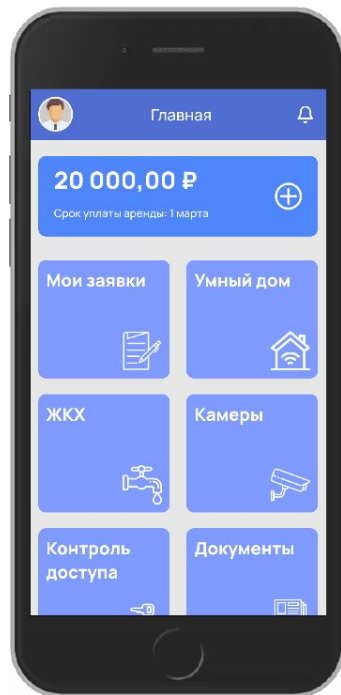 Главная
20 000,00 ₽
Срок уплаты аренды: 1 марта
Мои заявки
Умный дом
ЖКХ
Камеры
Контроль
доступа
Документы